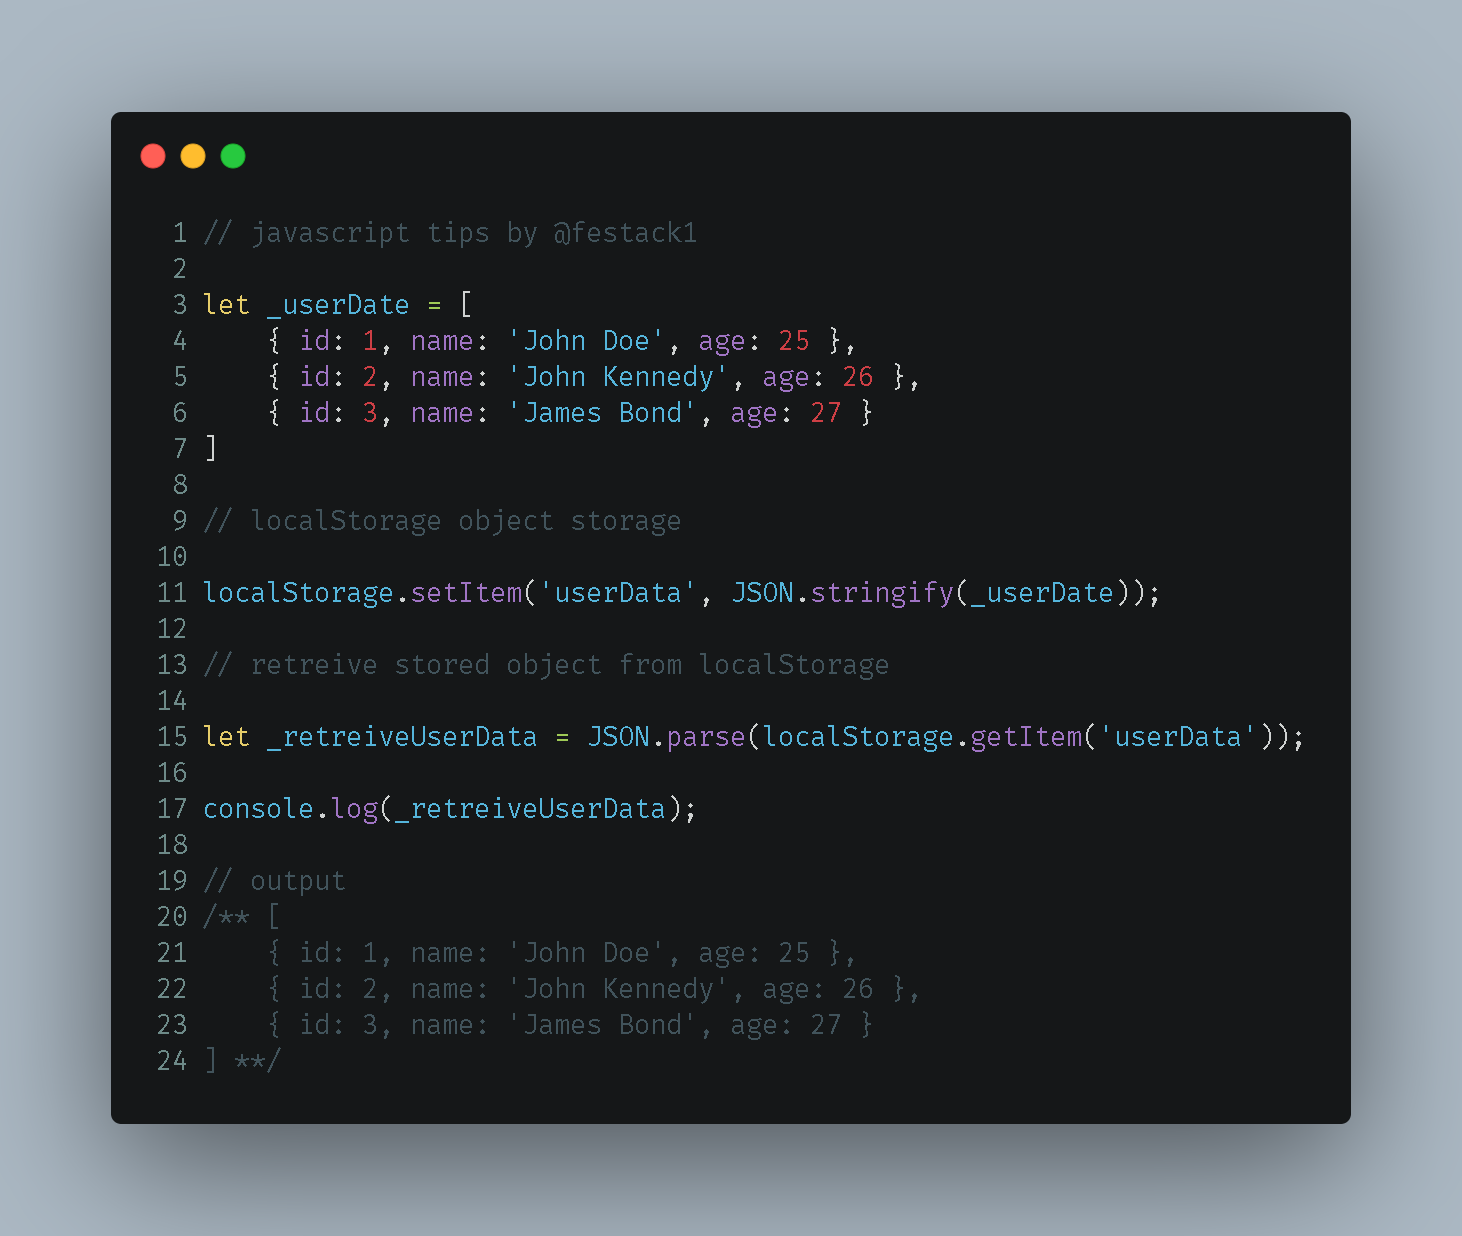 1 // javascript tips by @festack1
2
3 let _userDate = [
4     { id: 1, name: 'John Doe', age: 25 },
5     { id: 2, name: 'John Kennedy', age: 26 },
6     { id: 3, name: 'James Bond', age: 27 }
7 ]
8
9 // localStorage object storage
10
11 localStorage.setItem('userData', JSON.stringify(_userDate));
12
13 // retreive stored object from localStorage
14
15 let _retreiveUserData = JSON.parse(localStorage.getItem('userData'));
16
17 console.log(_retreiveUserData);
18
19 // output
20 /** [
21     { id: 1, name: 'John Doe', age: 25 },
22     { id: 2, name: 'John Kennedy', age: 26 },
23     { id: 3, name: 'James Bond', age: 27 }
24 ] **/